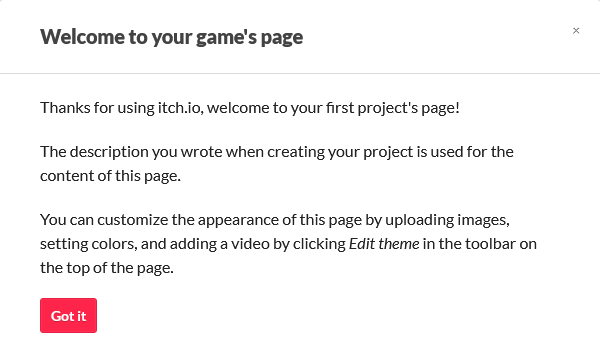 Welcome to your game's page
×
Thanks for using itch.io, welcome to your first project's page!
The description you wrote when creating your project is used for the
content of this page.
You can customize the appearance of this page by uploading images,
setting colors, and adding a video by clicking Edit theme in the toolbar on
the top of the page.
Got it